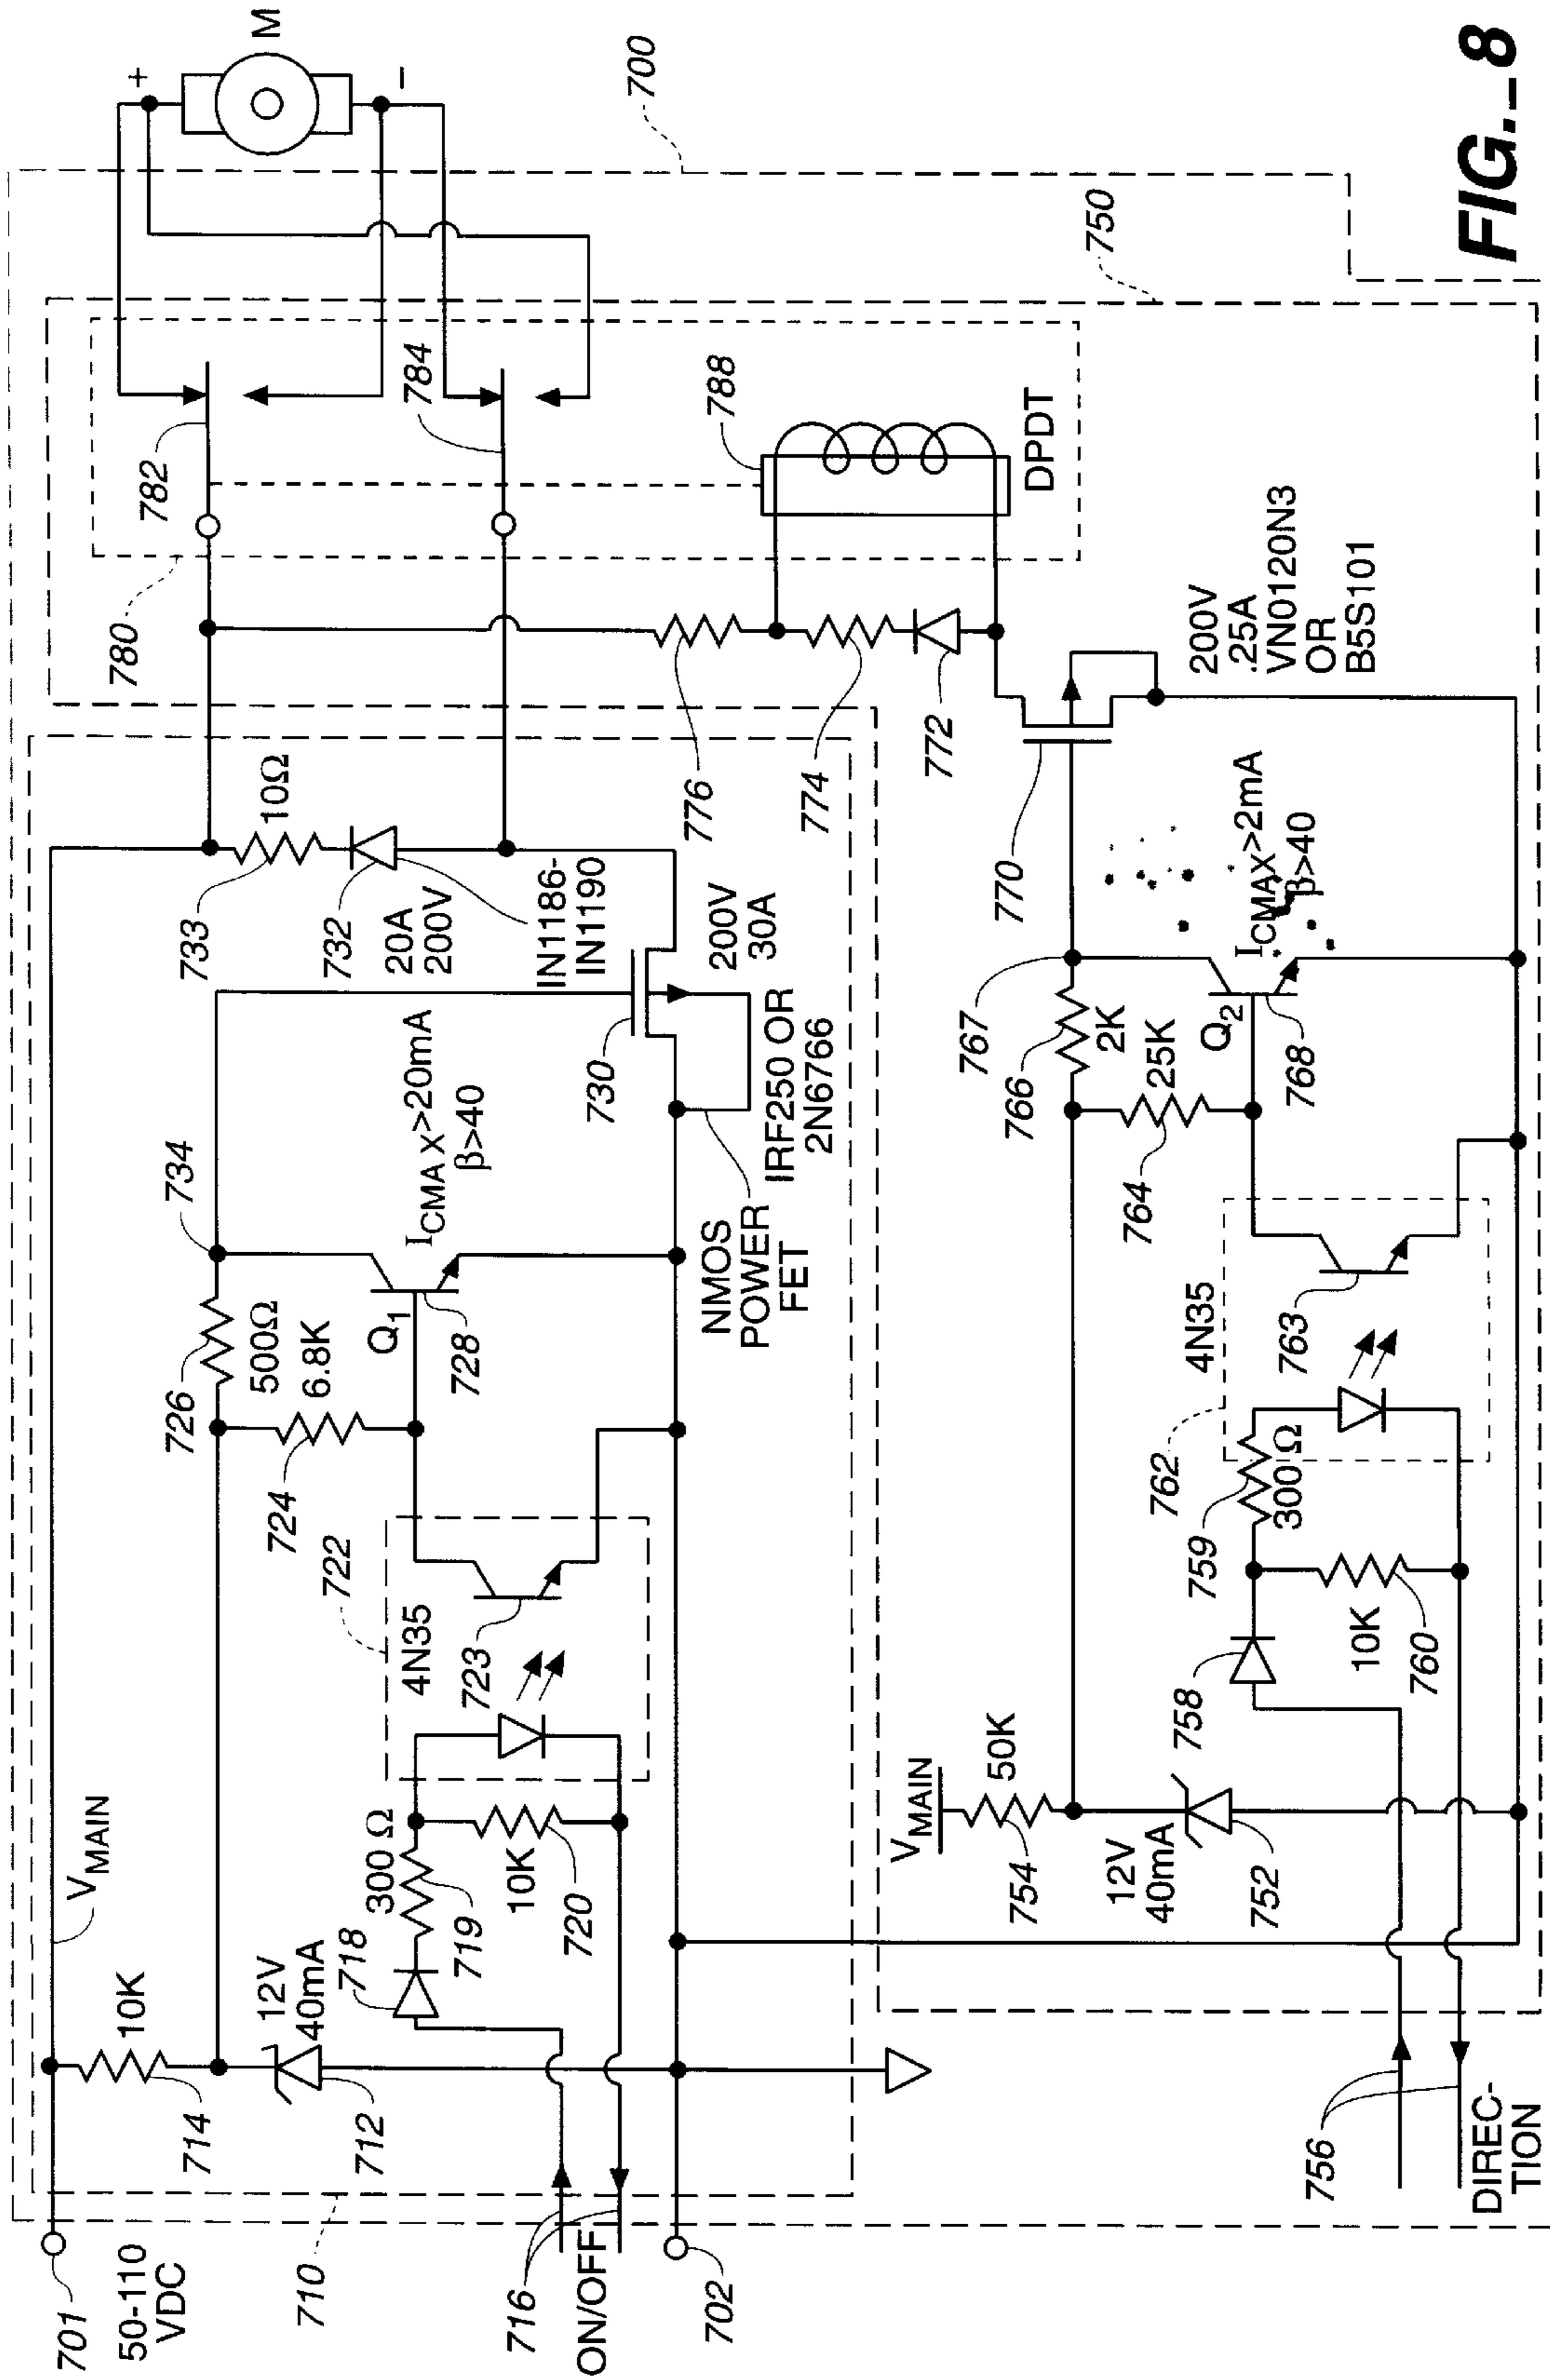 701
50-110
VDC
V_MAIN
10K
714
12V
40mA
712
710
716
ON/OFF
702
718
300 Ω
719
10K
720
4N35
722
723
724
726
500Ω
6.8K
Q1
728
734
I_CMAX>20mA
β>40
NMOS
POWER
FET
730
200V
30A
IRF250 OR
2N6766
733
10Ω
732
20A
200V
IN1186-
IN1190
780
782
784
776
774
772
788
DPDT
+
M
−
700
750
V_MAIN
50K
754
12V
40mA
752
756
DIREC-
TION
758
759
300 Ω
10K
760
762
4N35
763
764
766
2K
25K
767
Q2
768
I_CMAX>2mA
β>40
770
200V
.25A
VN0120N3
OR
B5S101
FIG._8